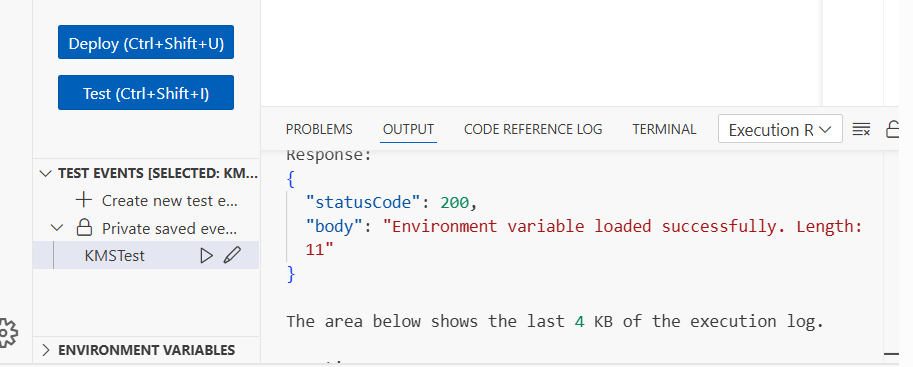 Deploy (Ctrl+Shift+U)
Test (Ctrl+Shift+I)
PROBLEMS OUTPUT CODE REFERENCE LOG TERMINAL Execution R
TEST EVENTS [SELECTED: KM...
Create new test e...
Private saved eve...
KMSTest
Response:
{
"statusCode": 200,
"body": "Environment variable loaded successfully. Length:
11"
}
The area below shows the last 4 KB of the execution log.
ENVIRONMENT VARIABLES